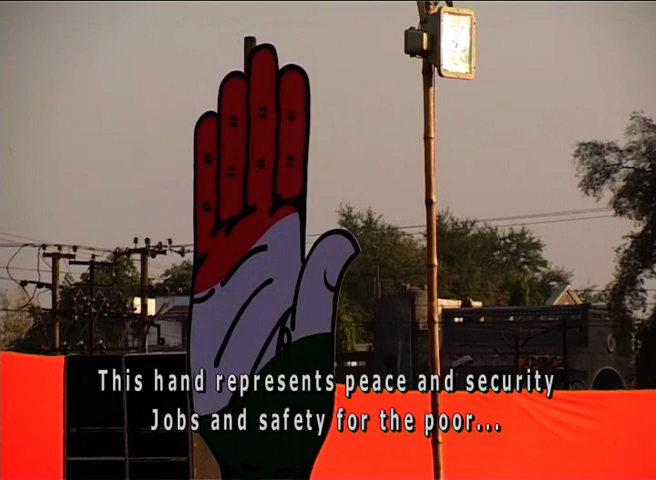 This hand represents peace and security
Jobs and safety for the poor...